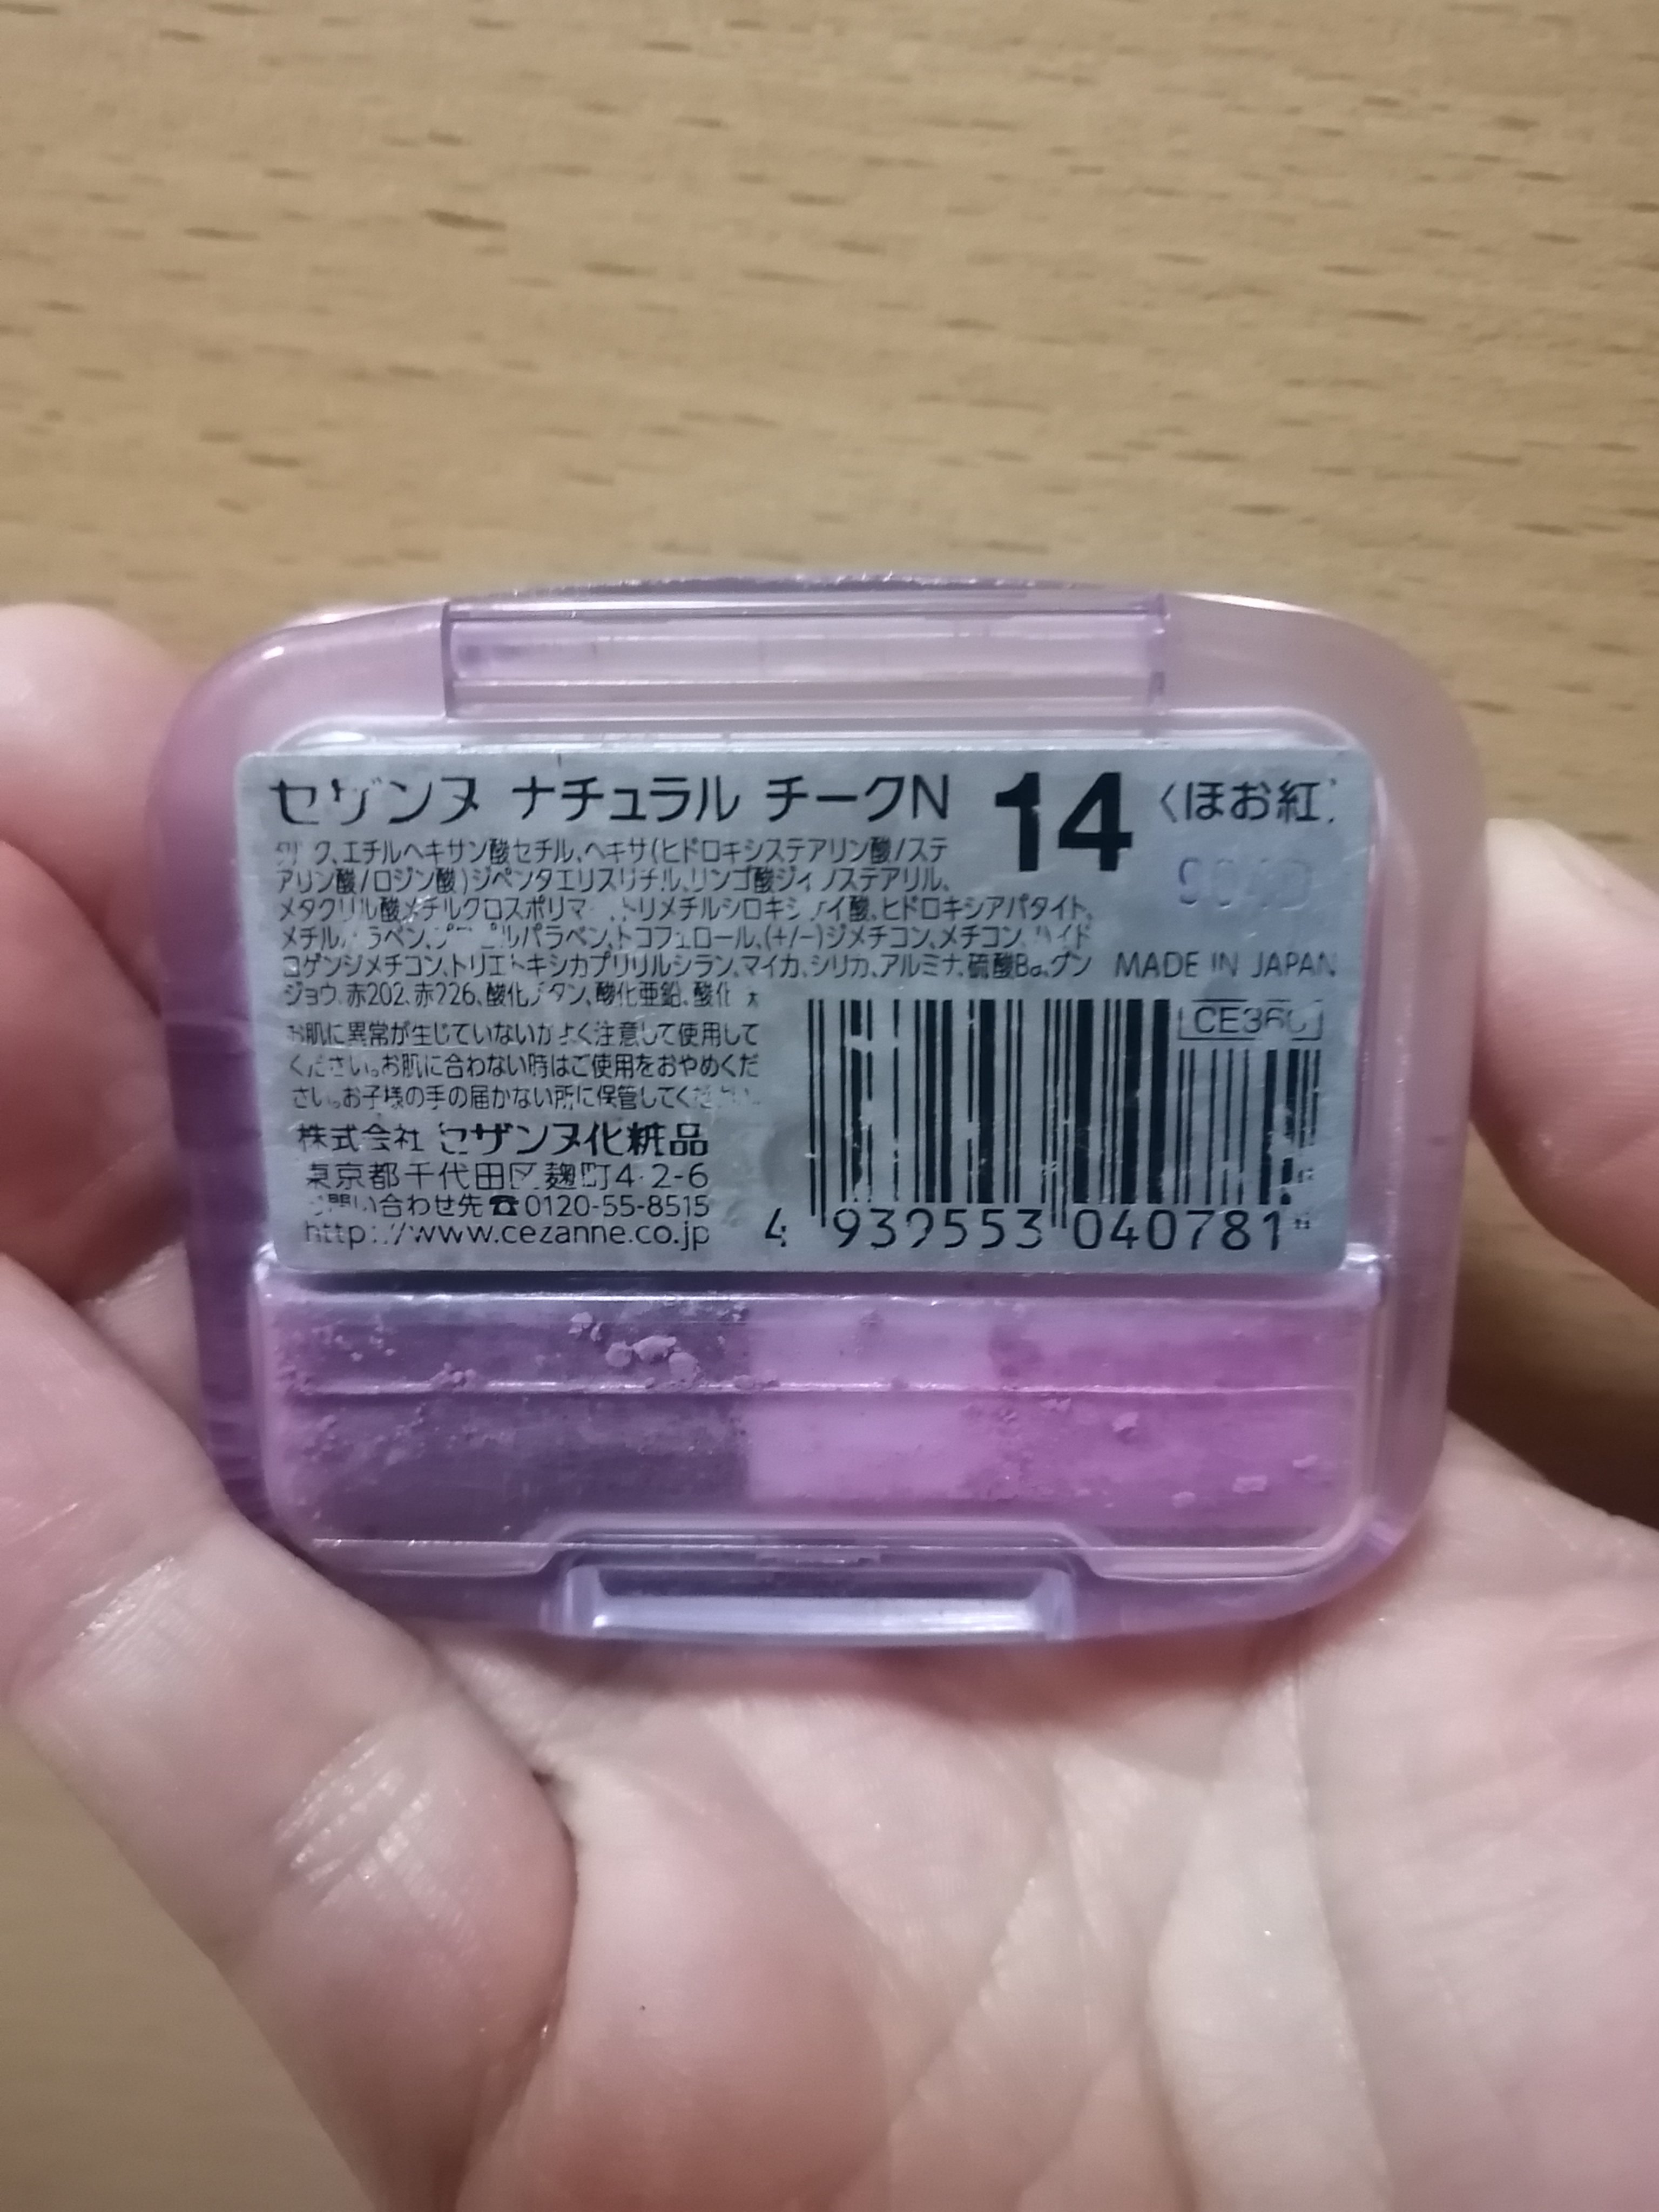 セザンヌ ナチュラル チークN 14 〈ほお紅〉
エチルヘキサン酸セチル、ヘキサ(ヒドロキシステアリン酸/ステ
アリン酸/ロジン酸)ジペンタエリスリチル、リンゴ酸ジイソステアリル、
メタクリル酸メチルクロスポリマー、トリメチルシロキシケイ酸、ヒドロキシアパタイト、
メチルパラベン、プロピルパラベン、トコフェロール、(+/−)ジメチコン、メチコン、ハイド
ロゲンジメチコン、トリエトキシカプリリルシラン、マイカ、シリカ、アルミナ、硫酸Ba、グン
ジョウ、赤202、赤226、酸化チタン、酸化亜鉛、酸化
MADE IN JAPAN
お肌に異常が生じていないかよく注意して使用して
ください。お肌に合わない時はご使用をおやめくだ
さい。お子様の手の届かない所に保管してください。
株式会社 セザンヌ化粧品
東京都千代田区麹町4-2-6
お問い合わせ先☎0120-55-8515
http://www.cezanne.co.jp
4 939553 040781